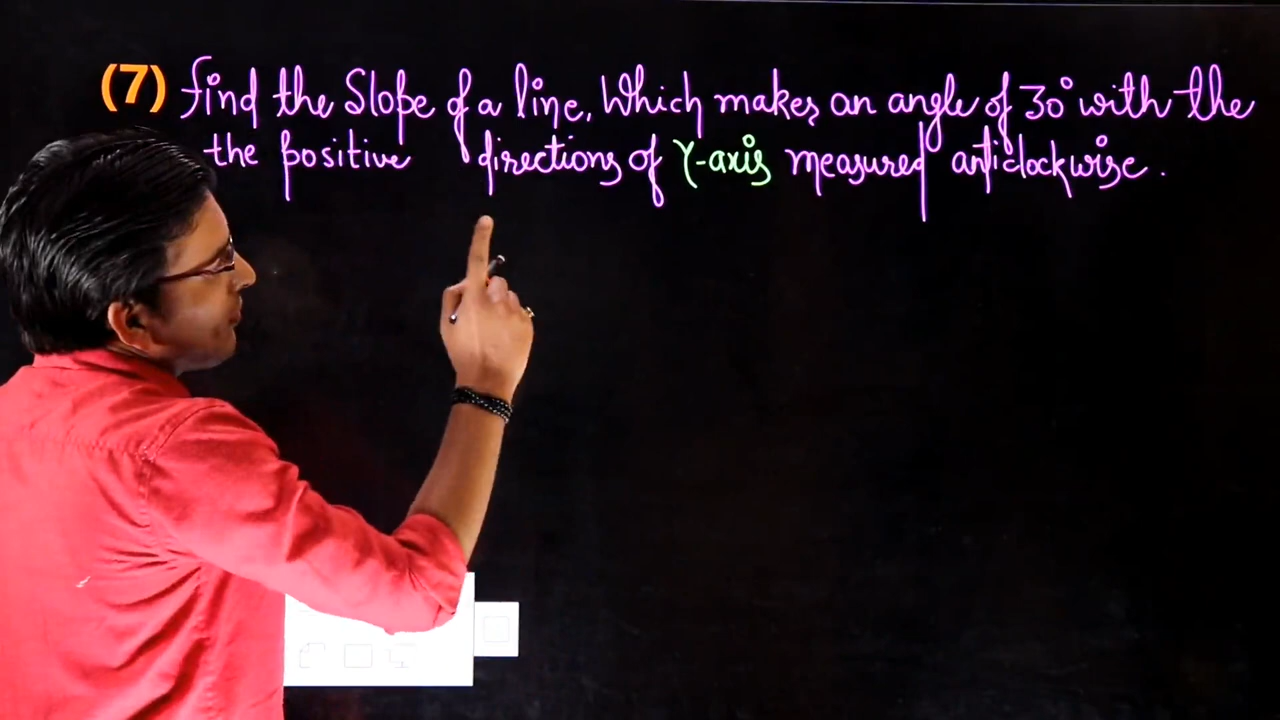 (7) Find the Slope of a line, Which makes an angle of 30° with the
the positive directions of Y-axis measured anticlockwise.